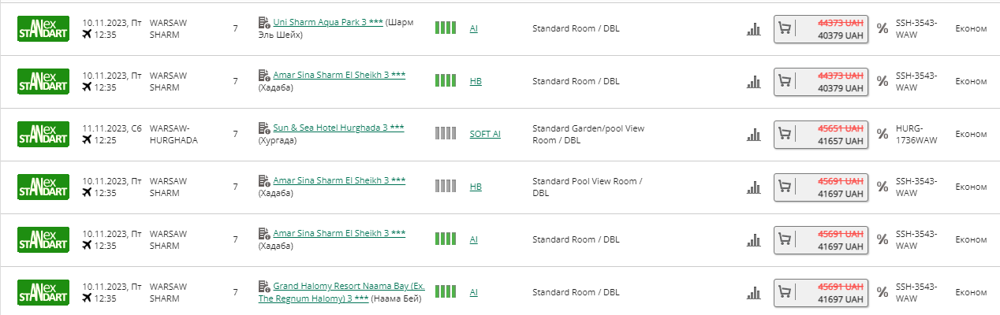 ANex
STANDART
10.11.2023, Пт
12:35
WARSAW
SHARM
7
Uni Sharm Aqua Park 3 *** (Шарм
Эль Шейх)
AI
Standard Room / DBL
44373 UAH
40379 UAH
%
SSH-3543-
WAW
Економ
ANex
STANDART
10.11.2023, Пт
12:35
WARSAW
SHARM
7
Amar Sina Sharm El Sheikh 3 ***
(Хадаба)
HB
Standard Room / DBL
44373 UAH
40379 UAH
%
SSH-3543-
WAW
Економ
ANex
STANDART
11.11.2023, Сб
12:25
WARSAW-
HURGHADA
7
Sun & Sea Hotel Hurghada 3 ***
(Хургада)
SOFT AI
Standard Garden/pool View
Room / DBL
45651 UAH
41657 UAH
%
HURG-
1736WAW
Економ
ANex
STANDART
10.11.2023, Пт
12:35
WARSAW
SHARM
7
Amar Sina Sharm El Sheikh 3 ***
(Хадаба)
HB
Standard Pool View Room /
DBL
45691 UAH
41697 UAH
%
SSH-3543-
WAW
Економ
ANex
STANDART
10.11.2023, Пт
12:35
WARSAW
SHARM
7
Amar Sina Sharm El Sheikh 3 ***
(Хадаба)
AI
Standard Room / DBL
45691 UAH
41697 UAH
%
SSH-3543-
WAW
Економ
ANex
STANDART
10.11.2023, Пт
12:35
WARSAW
SHARM
7
Grand Halomy Resort Naama Bay (Ex.
The Regnum Halomy) 3 *** (Наама Бей)
AI
Standard Room / DBL
45691 UAH
41697 UAH
%
SSH-3543-
WAW
Економ